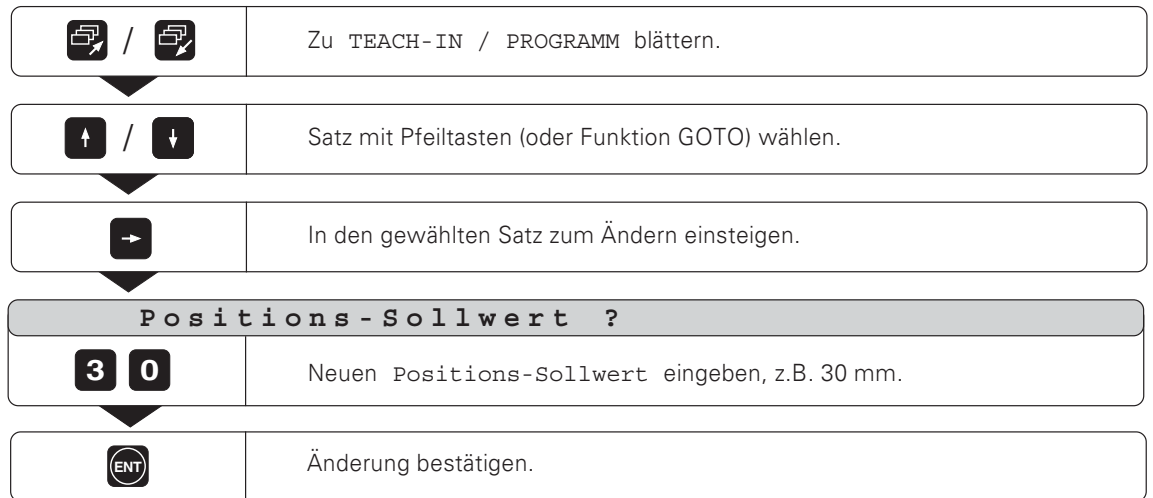 / Zu TEACH-IN / PROGRAMM blättern.
/ Satz mit Pfeiltasten (oder Funktion GOTO) wählen.
In den gewählten Satz zum Ändern einsteigen.
Positions-Sollwert ?
3 0 Neuen Positions-Sollwert eingeben, z.B. 30 mm.
ENT Änderung bestätigen.